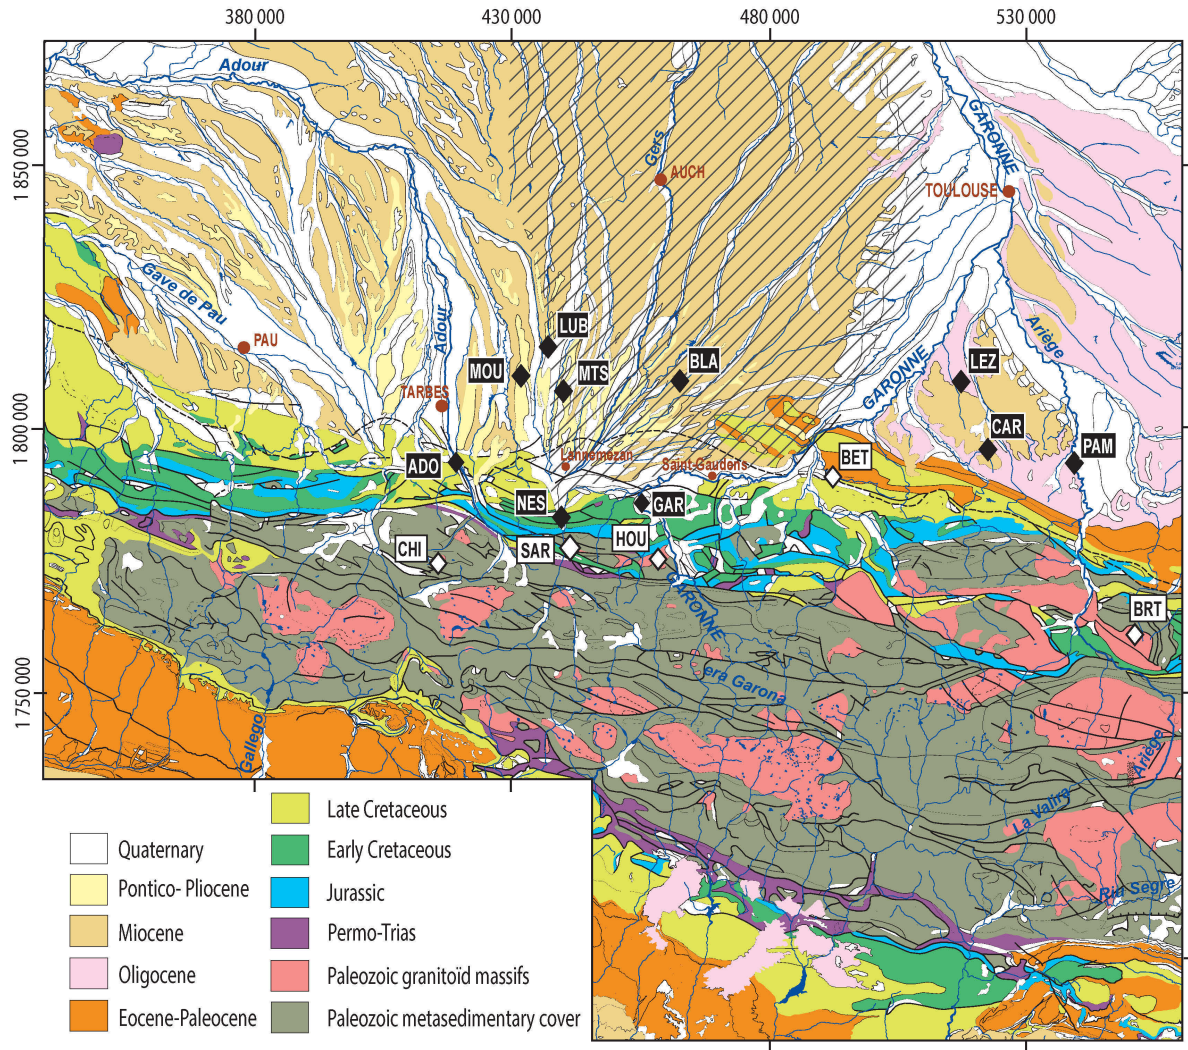 380 000
430 000
480 000
530 000
Adour
GARONNE
1 850 000
Gers
AUCH
TOULOUSE
Gave de Pau
PAU
Adour
LUB
Ariège
MOU
MTS
BLA
GARONNE
LEZ
TARBES
1 800 000
CAR
PAM
ADO
Lannemezan
Saint-Gaudens
BET
NES
GAR
CHI
SAR
HOU
GARONNE
BRT
1 750 000
era Garona
Gallego
Ariège
La Valira
Rio Segre
Quaternary
Pontico- Pliocene
Miocene
Oligocene
Eocene-Paleocene
Late Cretaceous
Early Cretaceous
Jurassic
Permo-Trias
Paleozoic granitoïd massifs
Paleozoic metasedimentary cover